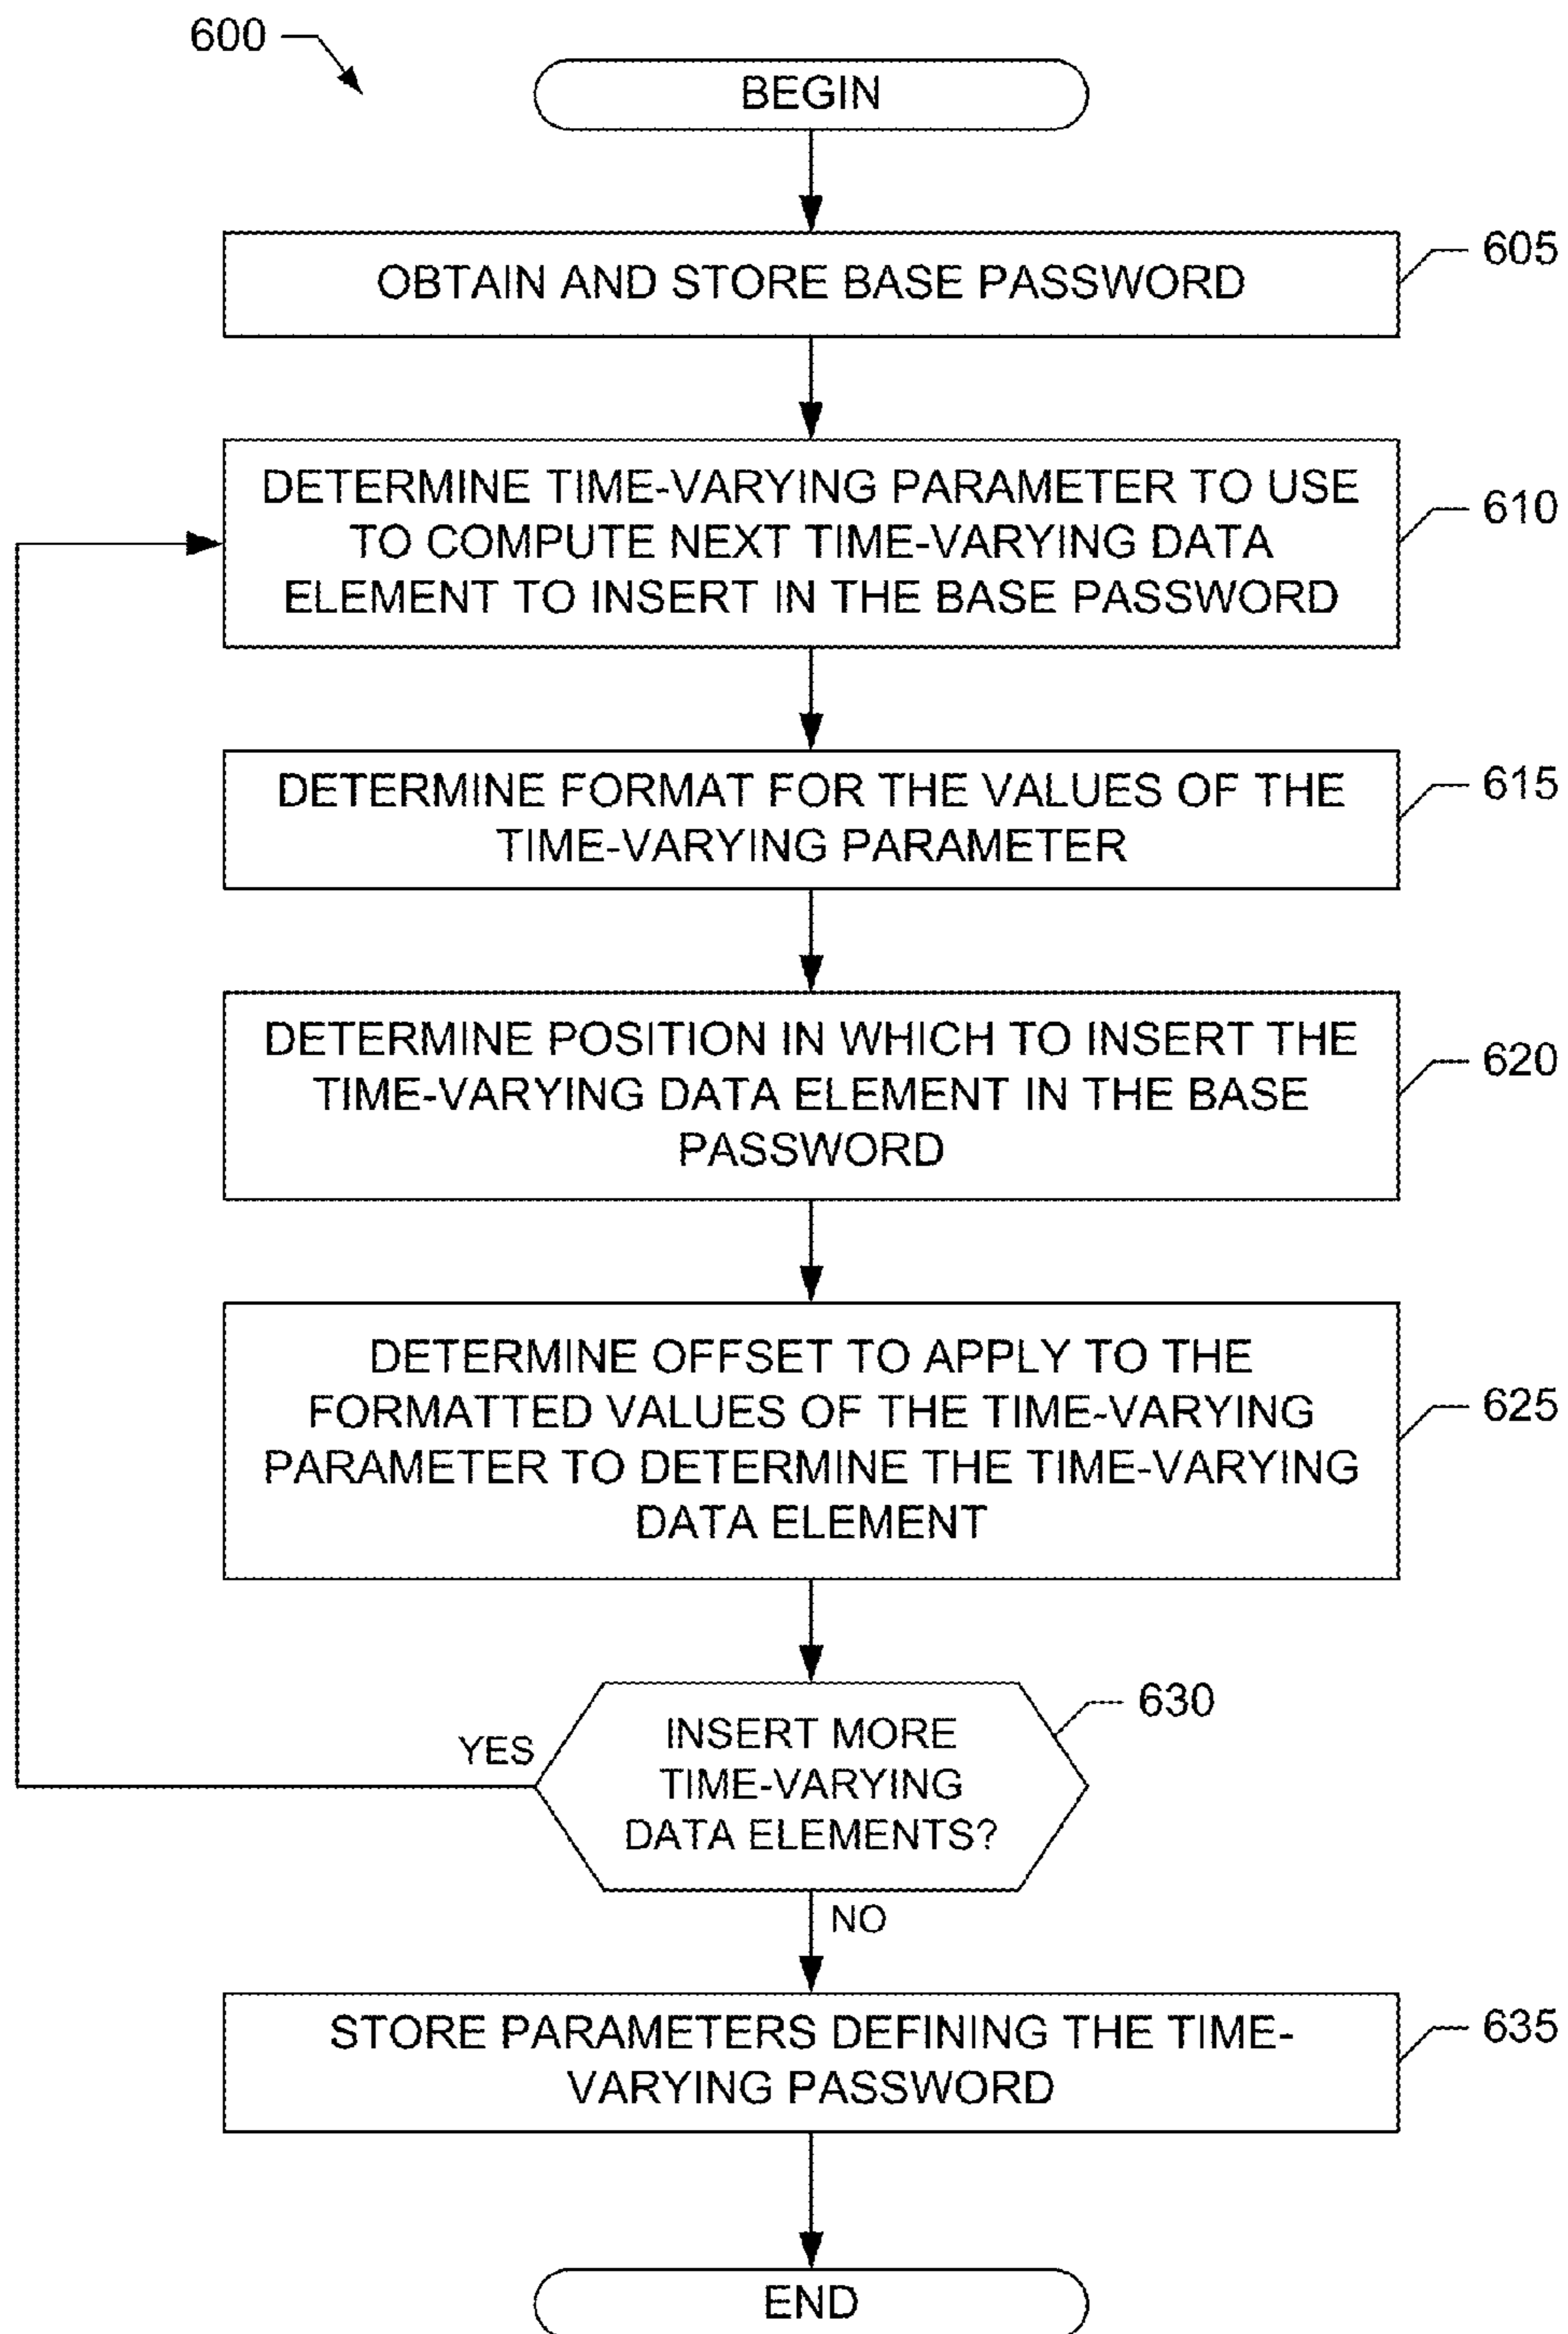 600
BEGIN
OBTAIN AND STORE BASE PASSWORD
605
DETERMINE TIME-VARYING PARAMETER TO USE
TO COMPUTE NEXT TIME-VARYING DATA
ELEMENT TO INSERT IN THE BASE PASSWORD
610
DETERMINE FORMAT FOR THE VALUES OF THE
TIME-VARYING PARAMETER
615
DETERMINE POSITION IN WHICH TO INSERT THE
TIME-VARYING DATA ELEMENT IN THE BASE
PASSWORD
620
DETERMINE OFFSET TO APPLY TO THE
FORMATTED VALUES OF THE TIME-VARYING
PARAMETER TO DETERMINE THE TIME-VARYING
DATA ELEMENT
625
INSERT MORE
TIME-VARYING
DATA ELEMENTS?
630
YES
NO
STORE PARAMETERS DEFINING THE TIME-
VARYING PASSWORD
635
END